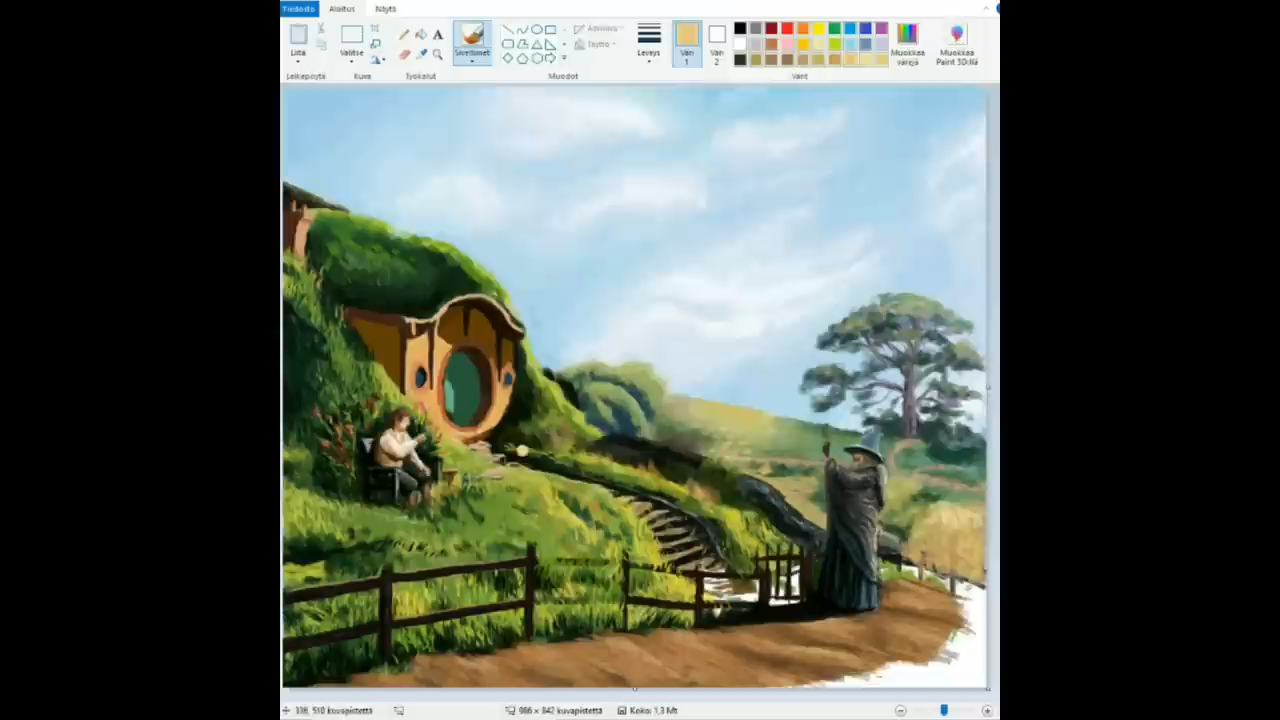 Tiedosto Aloitus Näytä
Liitä Valitse A Siveltimet Ääriviiva Täyttö Leveys Väri 1 Väri 2 Muokkaa värejä Muokkaa Paint 3D:llä
Leikepöytä Kuva Työkalut Muodot Värit
338, 510 kuvapistettä 986 × 842 kuvapistettä Koko: 1,3 Mt